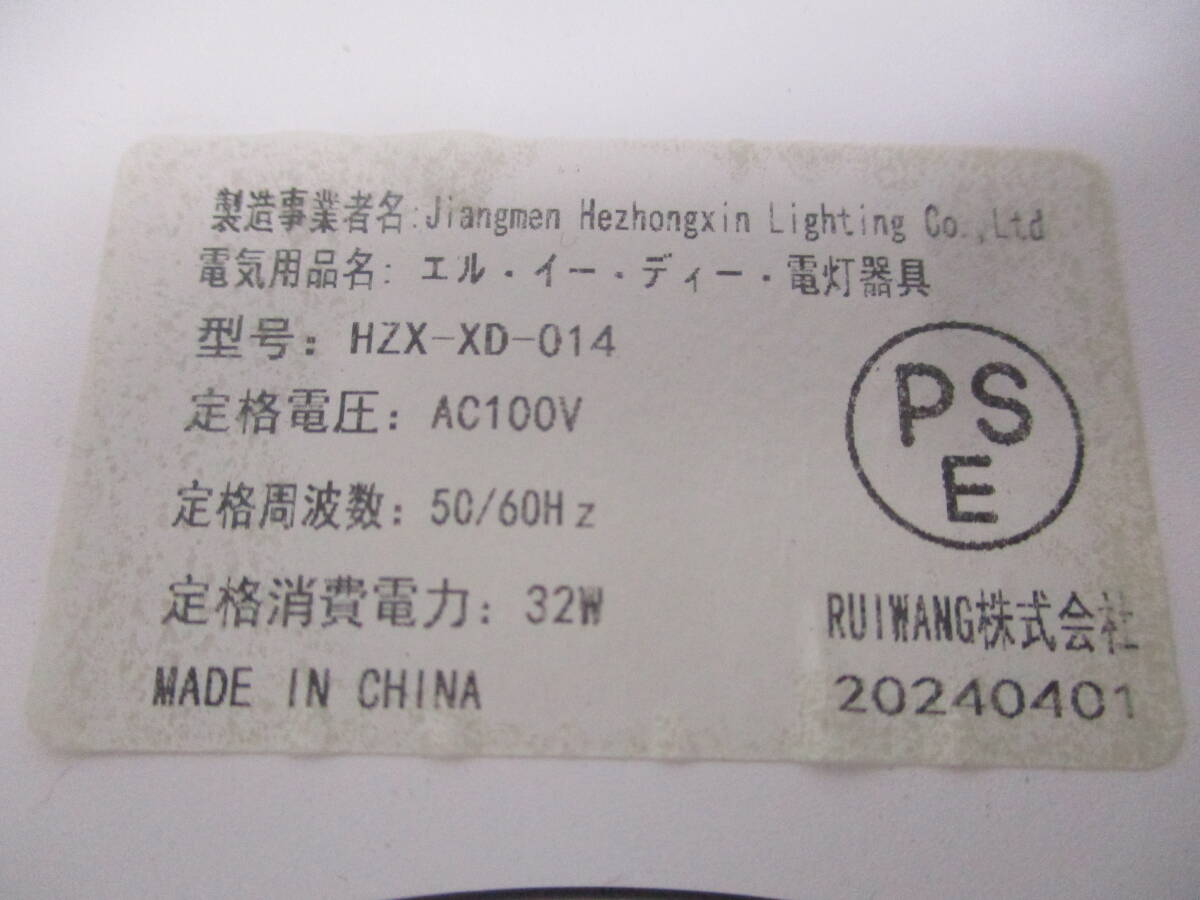 製造事業者名:Jiangmen Hezhongxin Lighting Co.,Ltd
電気用品名: エル・イー・ディー・電灯器具
型号: HZX-XD-014
定格電圧: AC100V
定格周波数: 50/60Hz
定格消費電力: 32W
MADE IN CHINA
PS
E
RUIWANG株式会社
20240401